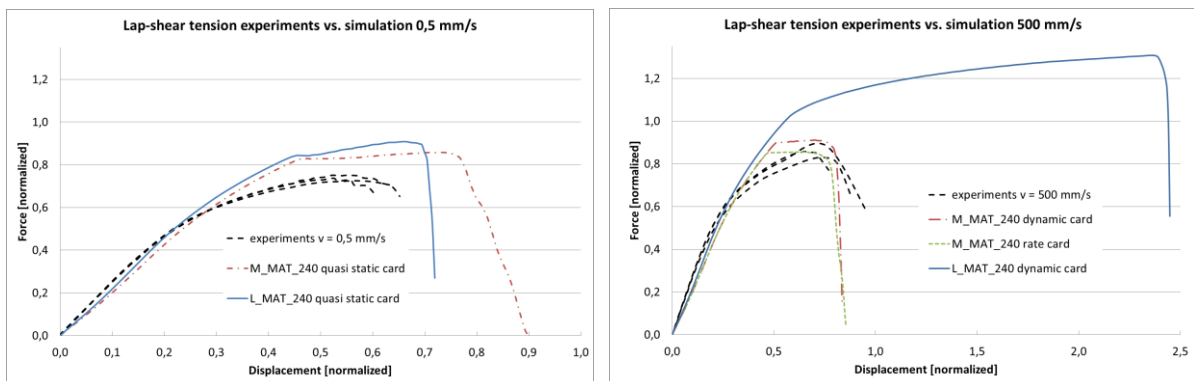 Lap-shear tension experiments vs. simulation 0,5 mm/s
Force [normalized]
1,2
1,0
0,8
0,6
0,4
0,2
0,0
experiments v = 0,5 mm/s
M_MAT_240 quasi static card
L_MAT_240 quasi static card
0,0 0,1 0,2 0,3 0,4 0,5 0,6 0,7 0,8 0,9 1,0
Displacement [normalized]
Lap-shear tension experiments vs. simulation 500 mm/s
Force [normalized]
1,2
1,0
0,8
0,6
0,4
0,2
0,0
experiments v = 500 mm/s
M_MAT_240 dynamic card
M_MAT_240 rate card
L_MAT_240 dynamic card
0,0 0,5 1,0 1,5 2,0 2,5
Displacement [normalized]